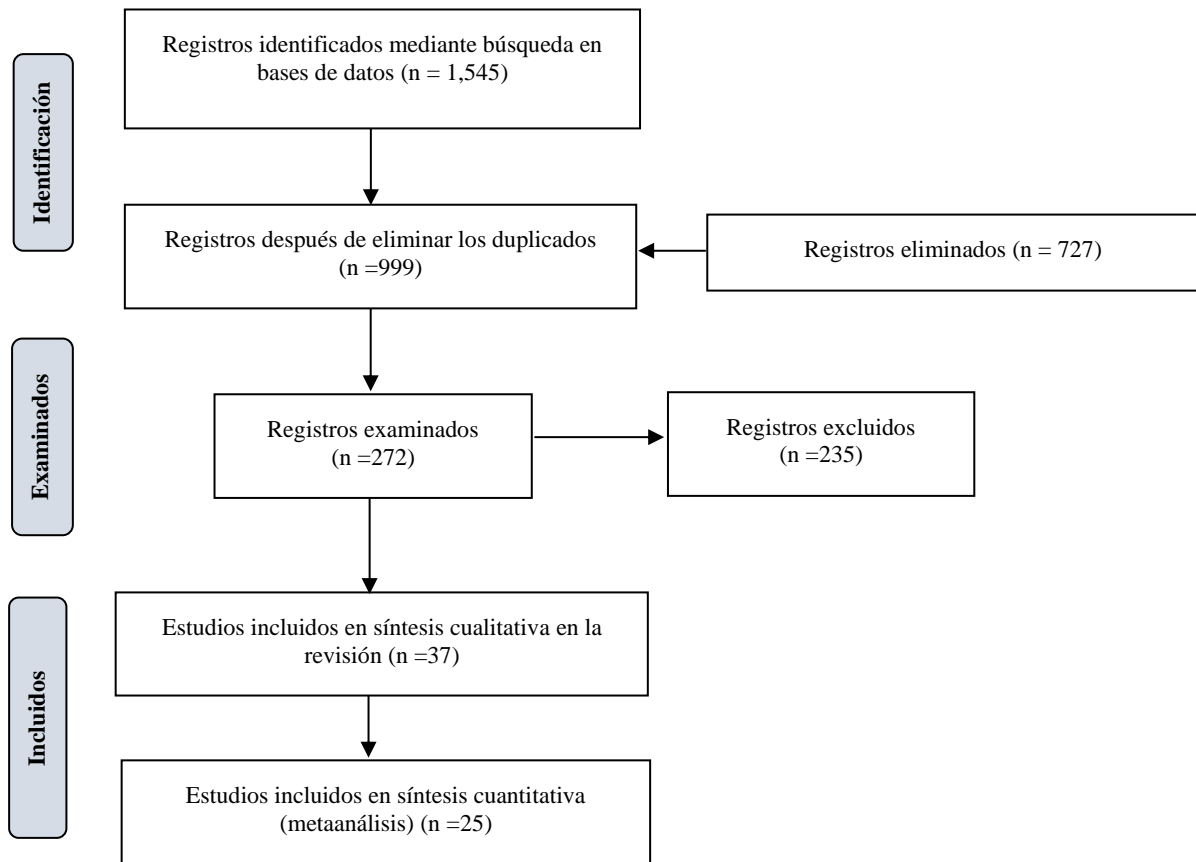 Identificación
Registros identificados mediante búsqueda en
bases de datos (n = 1,545)
Registros después de eliminar los duplicados
(n =999)
Registros eliminados (n = 727)
Examinados
Registros examinados
(n =272)
Registros excluidos
(n =235)
Incluidos
Estudios incluidos en síntesis cualitativa en la
revisión (n =37)
Estudios incluidos en síntesis cuantitativa
(metaanálisis) (n =25)